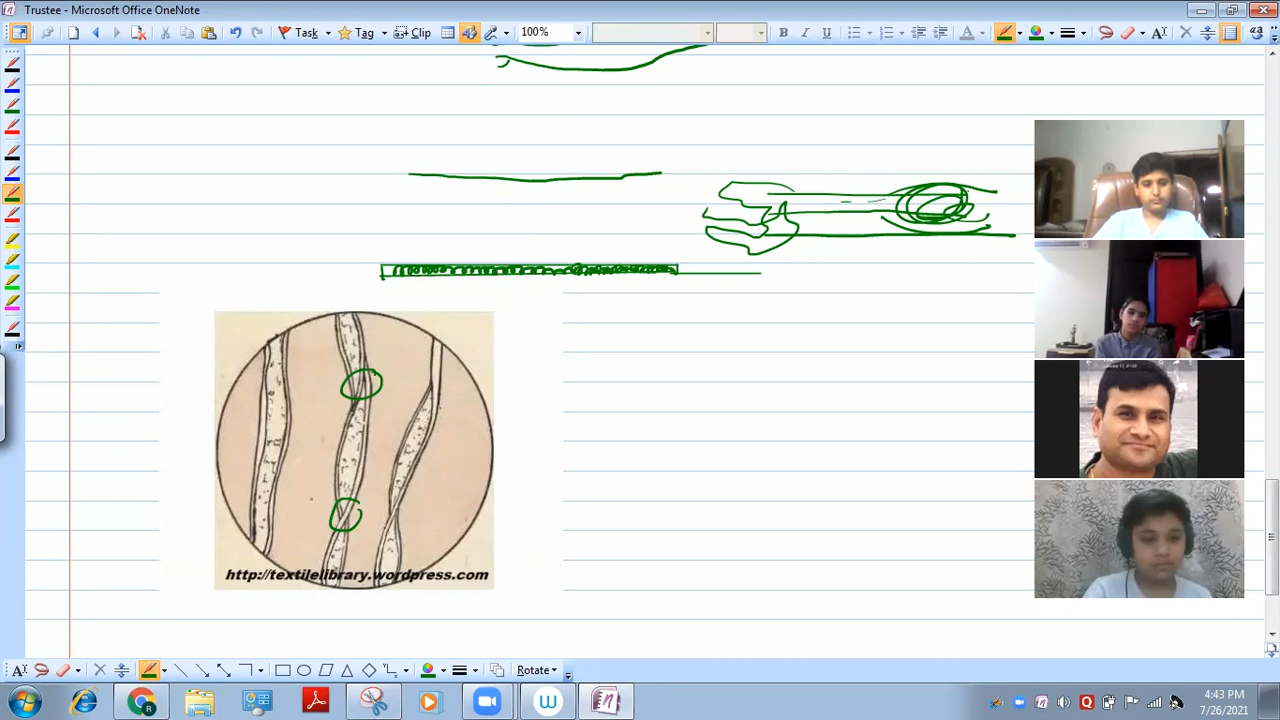 Trustee - Microsoft Office OneNote
Task
Tag
Clip
100%
B I U
http://textilelibrary.wordpress.com
Rotate
4:43 PM
7/26/2021